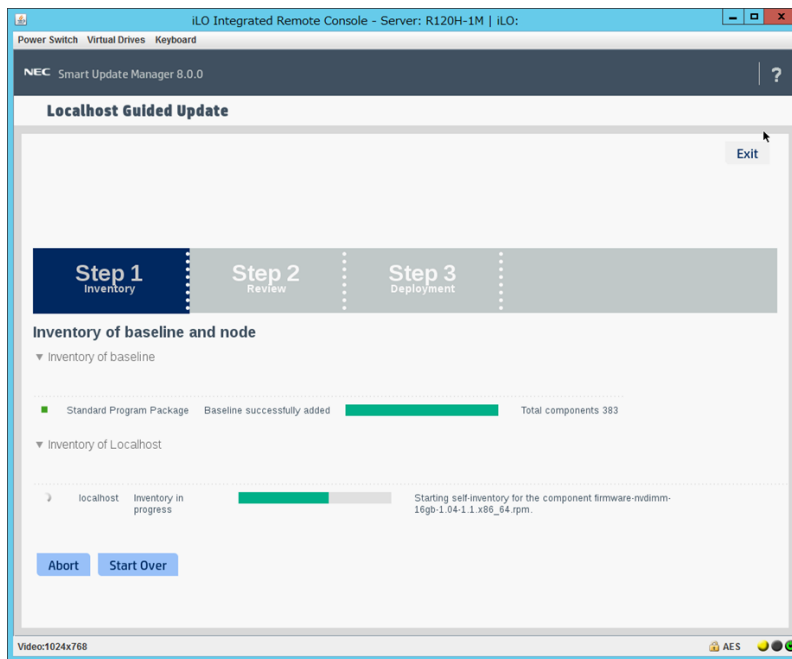 iLO Integrated Remote Console - Server: R120H-1M | iLO:
Power Switch Virtual Drives Keyboard
NEC Smart Update Manager 8.0.0
?
Localhost Guided Update
Exit
Step 1
Inventory
Step 2
Review
Step 3
Deployment
Inventory of baseline and node
Inventory of baseline
Standard Program Package Baseline successfully added Total components 383
Inventory of Localhost
localhost Inventory in progress
Starting self-inventory for the component firmware-nvdimm-
16gb-1.04-1.1.x86_64.rpm.
Abort Start Over
Video:1024x768
AES